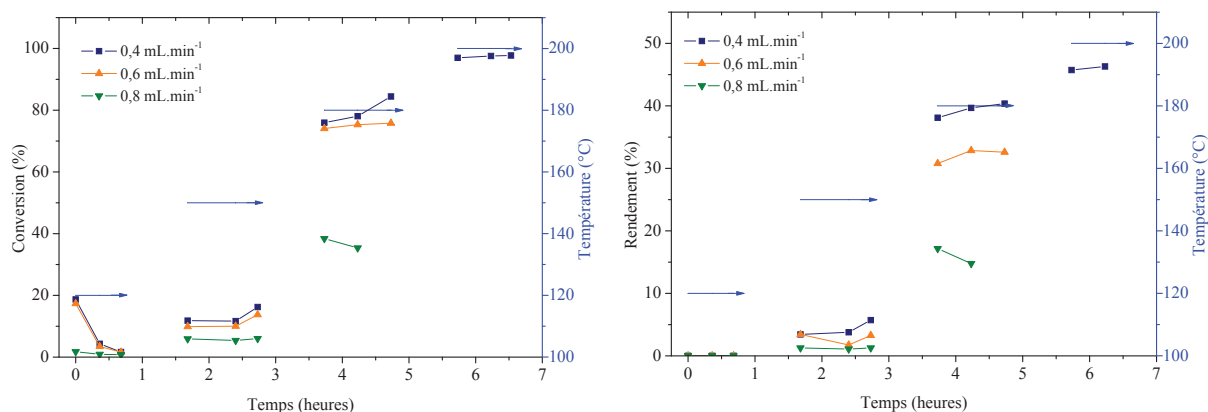 0,4 mL.min⁻¹
0,6 mL.min⁻¹
0,8 mL.min⁻¹
100
80
60
40
20
0
Conversion (%)
0 1 2 3 4 5 6 7
Temps (heures)
200
180
160
140
120
100
Température (°C)
0,4 mL.min⁻¹
0,6 mL.min⁻¹
0,8 mL.min⁻¹
50
40
30
20
10
0
Rendement (%)
0 1 2 3 4 5 6 7
Temps (heures)
200
180
160
140
120
100
Température (°C)